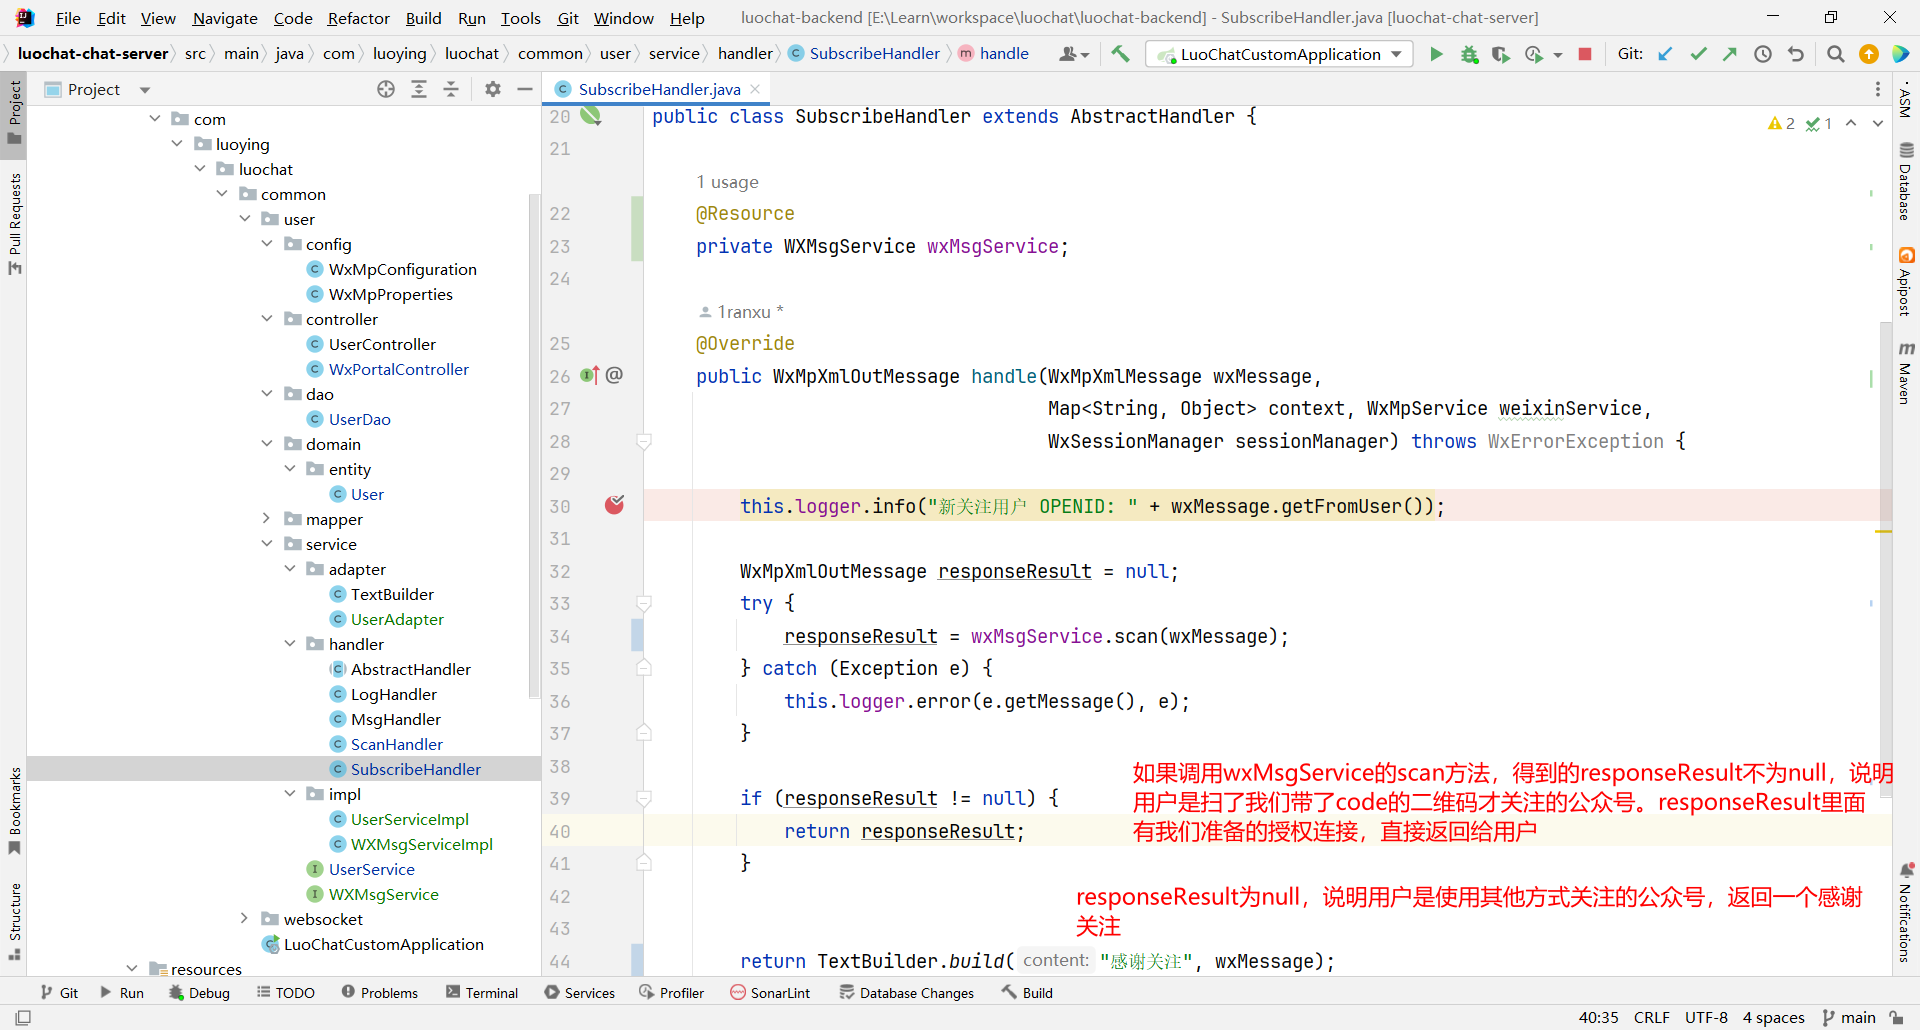 File Edit View Navigate Code Refactor Build Run Tools Git Window Help luochat-backend [E:\Learn\workspace\luochat\luochat-backend] - SubscribeHandler.java [luochat-chat-server]
luochat-chat-server src main java com luoying luochat common user service handler SubscribeHandler handle LuoChatCustomApplication Git:
Project
SubscribeHandler.java
Project
Pull Requests
Bookmarks
Structure
com
luoying
luochat
common
user
config
WxMpConfiguration
WxMpProperties
controller
UserController
WxPortalController
dao
UserDao
domain
entity
User
mapper
service
adapter
TextBuilder
UserAdapter
handler
AbstractHandler
LogHandler
MsgHandler
ScanHandler
SubscribeHandler
impl
UserServiceImpl
WXMsgServiceImpl
UserService
WXMsgService
websocket
LuoChatCustomApplication
resources
2 1
20 public class SubscribeHandler extends AbstractHandler {
21
1 usage
22 @Resource
23 private WXMsgService wxMsgService;
24
1ranxu *
25 @Override
26 @ public WxMpXmlOutMessage handle(WxMpXmlMessage wxMessage,
27 Map<String, Object> context, WxMpService weixinService,
28 WxSessionManager sessionManager) throws WxErrorException {
29
30 this.logger.info("新关注用户 OPENID: " + wxMessage.getFromUser());
31
32 WxMpXmlOutMessage responseResult = null;
33 try {
34 responseResult = wxMsgService.scan(wxMessage);
35 } catch (Exception e) {
36 this.logger.error(e.getMessage(), e);
37 }
38
39 if (responseResult != null) {
40 return responseResult;
41 }
42
43
44 return TextBuilder.build( content: "感谢关注", wxMessage);
如果调用wxMsgService的scan方法，得到的responseResult不为null，说明
用户是扫了我们带了code的二维码才关注的公众号。responseResult里面
有我们准备的授权连接，直接返回给用户
responseResult为null，说明用户是使用其他方式关注的公众号，返回一个感谢
关注
ASM
Database
Apipost
m Maven
Notifications
Git Run Debug TODO Problems Terminal Services Profiler SonarLint Database Changes Build
40:35 CRLF UTF-8 4 spaces main